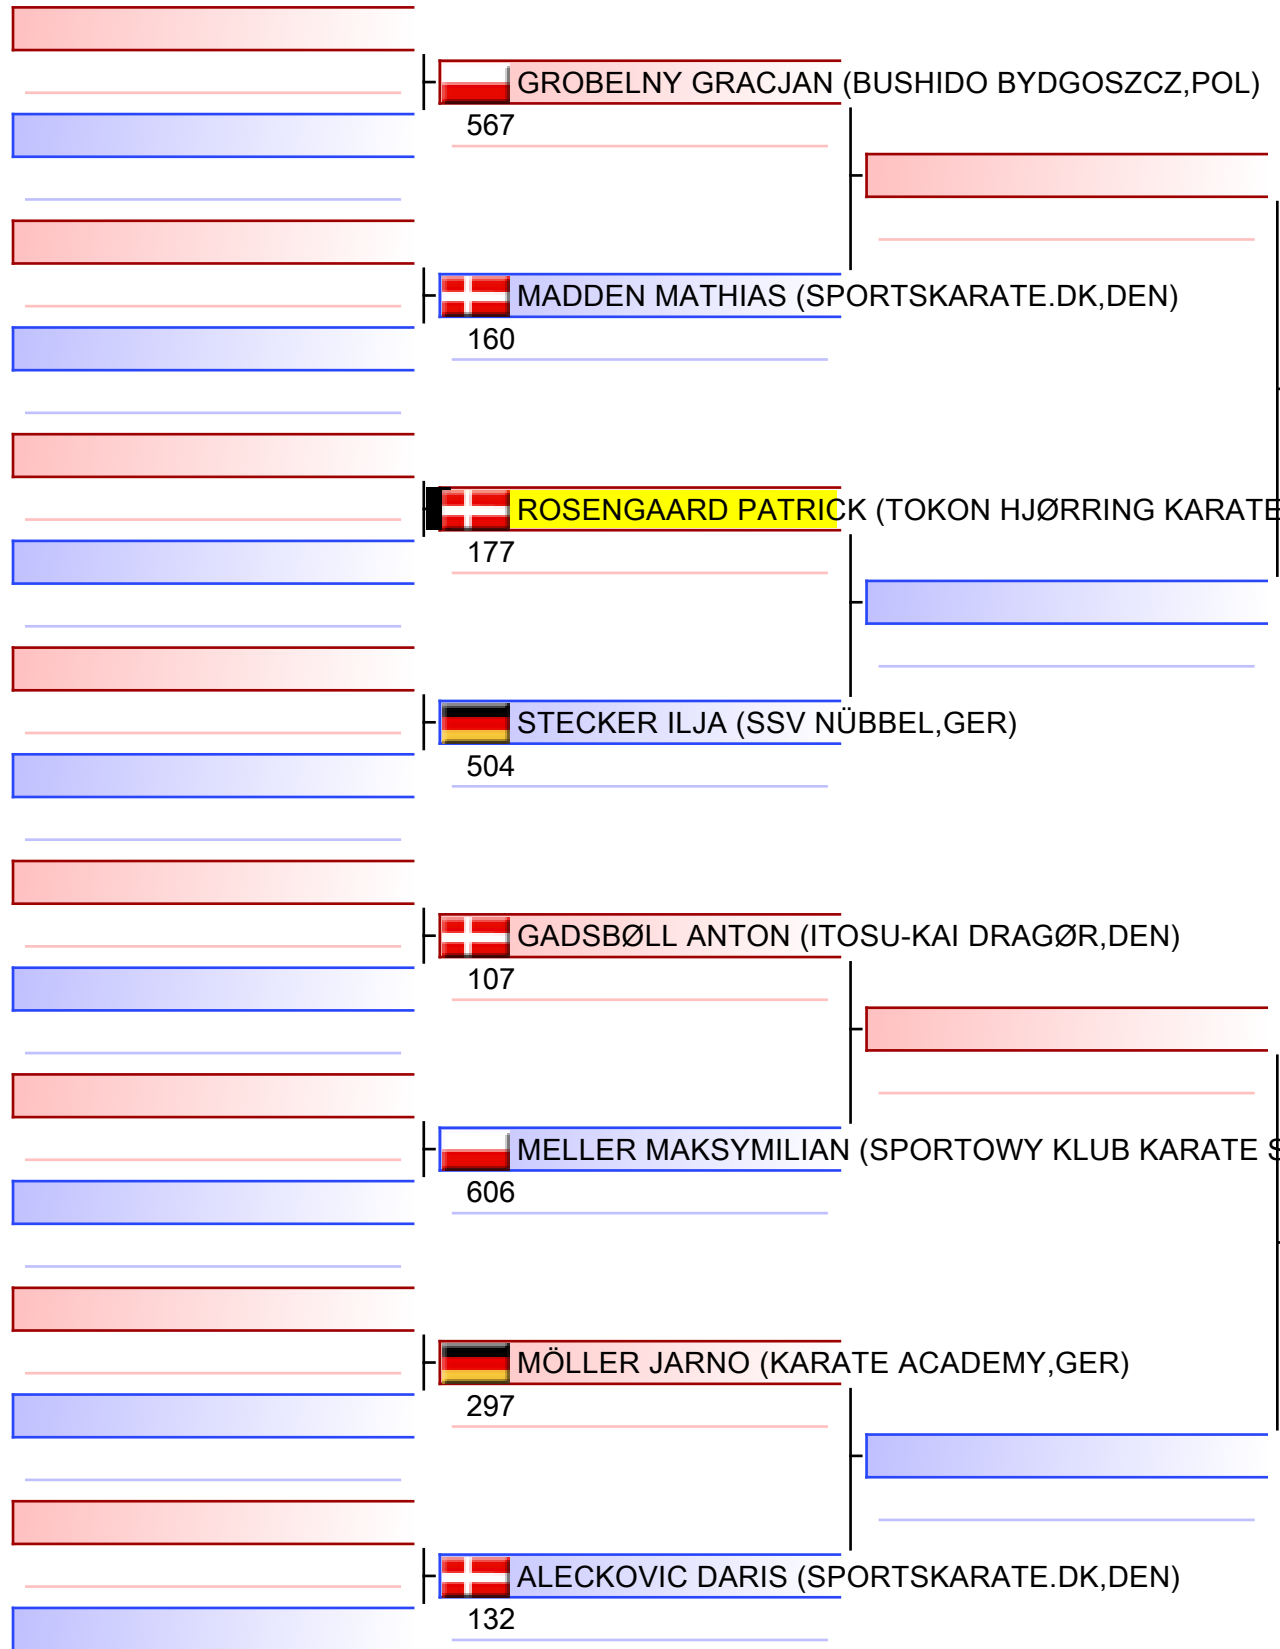 GROBELNY GRACJAN (BUSHIDO BYDGOSZCZ,POL)
567
MADDEN MATHIAS (SPORTSKARATE.DK,DEN)
160
ROSENGAARD PATRICK (TOKON HJØRRING KARATE
177
STECKER ILJA (SSV NÜBBEL,GER)
504
GADSBØLL ANTON (ITOSU-KAI DRAGØR,DEN)
107
MELLER MAKSYMILIAN (SPORTOWY KLUB KARATE
606
MÖLLER JARNO (KARATE ACADEMY,GER)
297
ALECKOVIC DARIS (SPORTSKARATE.DK,DEN)
132